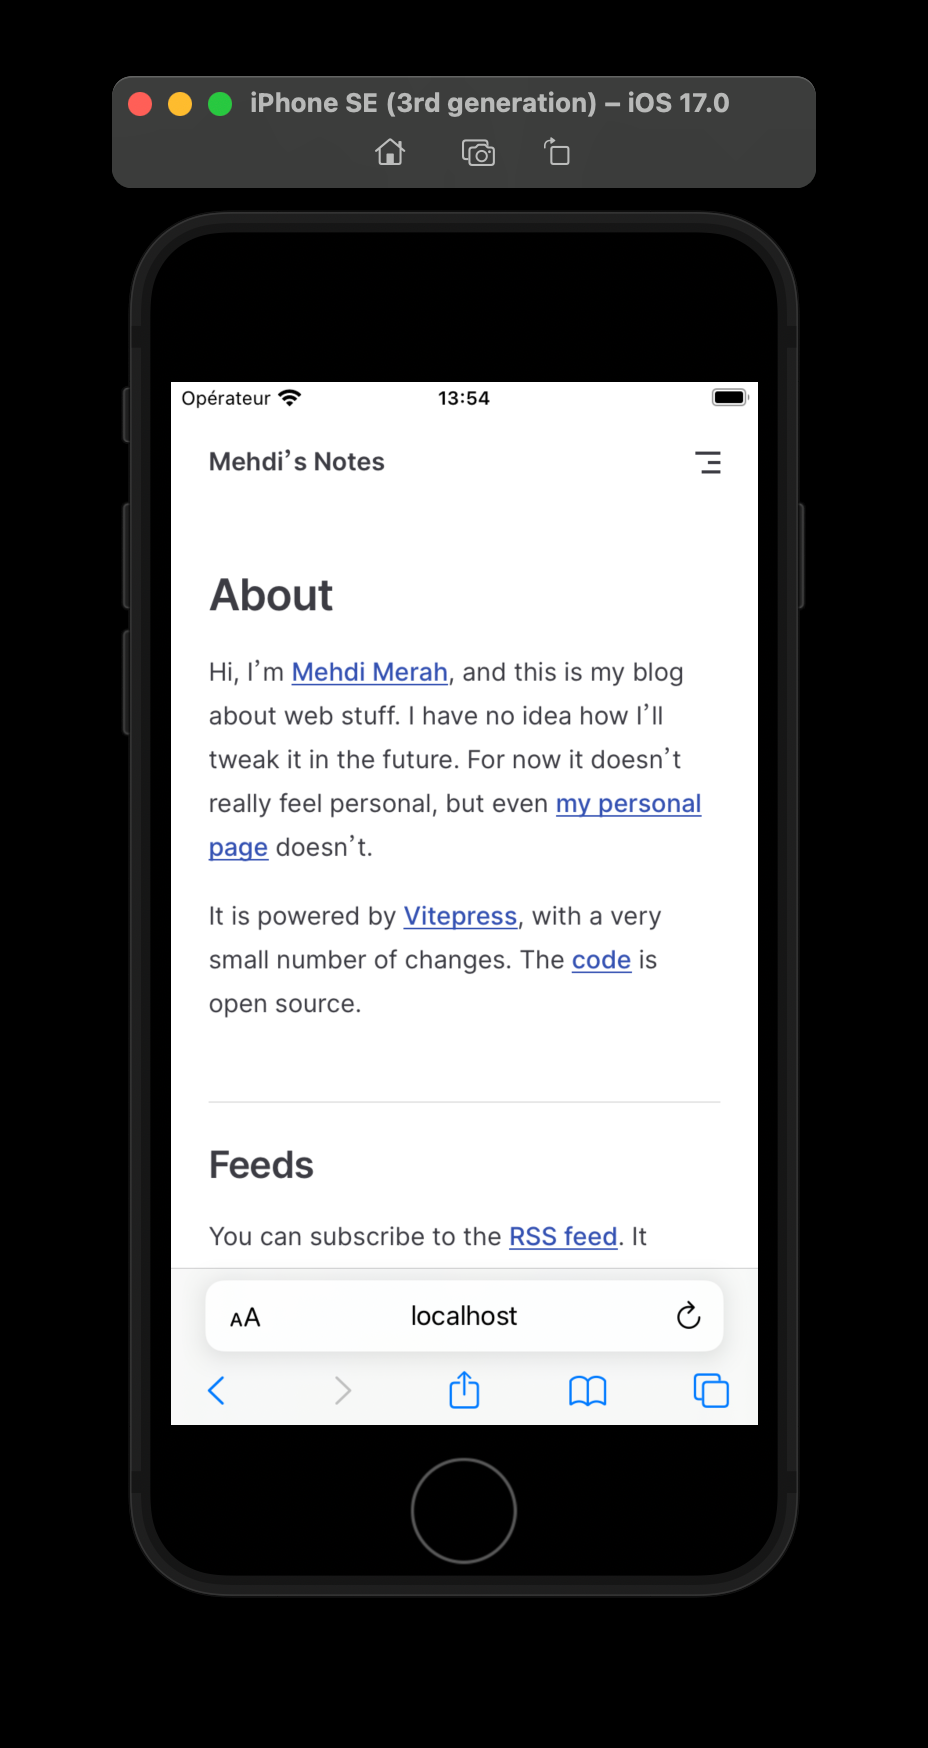 iPhone SE (3rd generation) – iOS 17.0
Opérateur 13:54
Mehdi’s Notes
About
Hi, I’m Mehdi Merah, and this is my blog
about web stuff. I have no idea how I’ll
tweak it in the future. For now it doesn’t
really feel personal, but even my personal
page doesn’t.
It is powered by Vitepress, with a very
small number of changes. The code is
open source.
Feeds
You can subscribe to the RSS feed. It
AA localhost